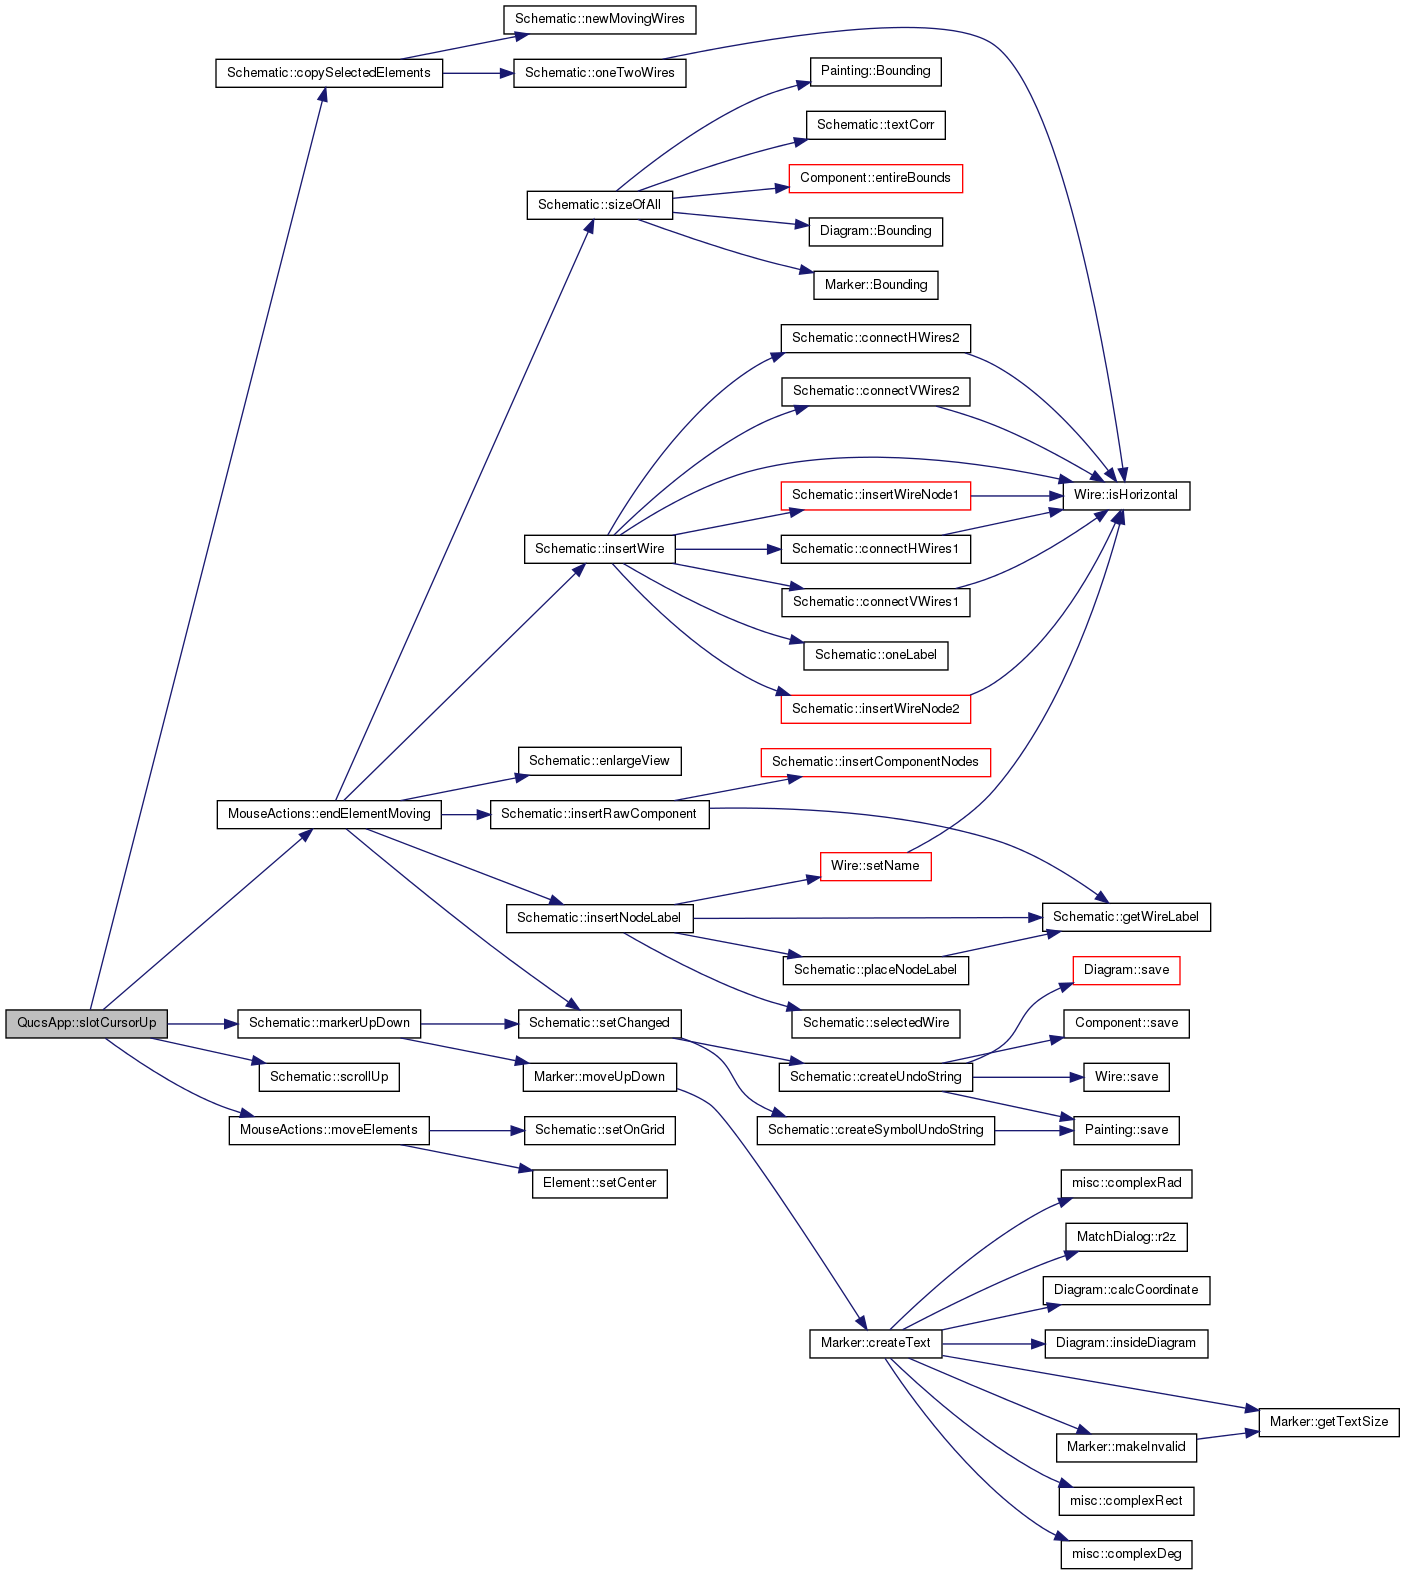 Schematic::newMovingWires
Schematic::copySelectedElements
Schematic::oneTwoWires
Painting::Bounding
Schematic::textCorr
Component::entireBounds
Schematic::sizeOfAll
Diagram::Bounding
Marker::Bounding
Schematic::connectHWires2
Schematic::connectVWires2
Schematic::insertWireNode1
Wire::isHorizontal
Schematic::insertWire
Schematic::connectHWires1
Schematic::connectVWires1
Schematic::oneLabel
Schematic::insertWireNode2
Schematic::enlargeView
Schematic::insertComponentNodes
MouseActions::endElementMoving
Schematic::insertRawComponent
Wire::setName
Schematic::insertNodeLabel
Schematic::getWireLabel
Schematic::placeNodeLabel
Diagram::save
QucsApp::slotCursorUp
Schematic::markerUpDown
Schematic::setChanged
Schematic::selectedWire
Component::save
Schematic::scrollUp
Marker::moveUpDown
Schematic::createUndoString
Wire::save
MouseActions::moveElements
Schematic::setOnGrid
Schematic::createSymbolUndoString
Painting::save
Element::setCenter
misc::complexRad
MatchDialog::r2z
Diagram::calcCoordinate
Marker::createText
Diagram::insideDiagram
Marker::getTextSize
Marker::makeInvalid
misc::complexRect
misc::complexDeg